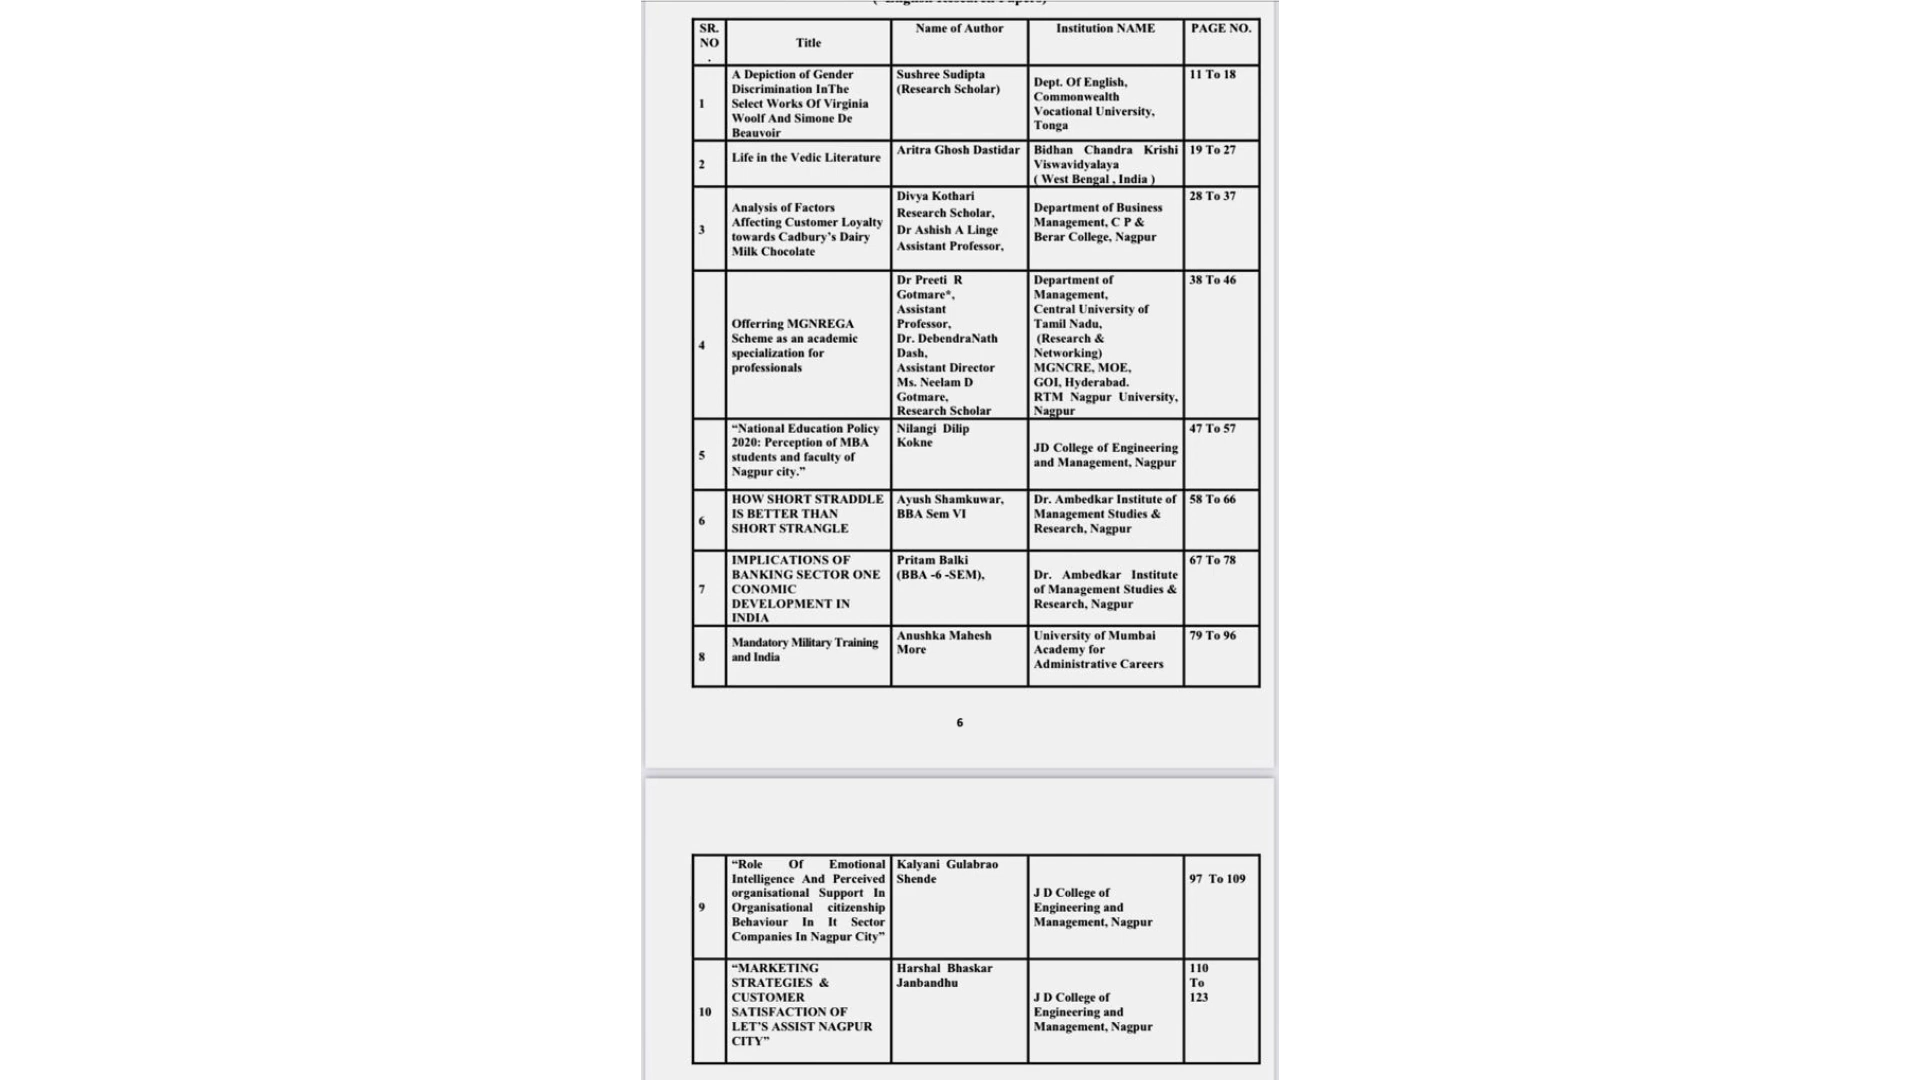 ( English Research Papers)
SR.
NO
.
Title
Name of Author
Institution NAME
PAGE NO.
1
A Depiction of Gender
Discrimination InThe
Select Works Of Virginia
Woolf And Simone De
Beauvoir
Sushree Sudipta
(Research Scholar)
Dept. Of English,
Commonwealth
Vocational University,
Tonga
11 To 18
2
Life in the Vedic Literature
Aritra Ghosh Dastidar
Bidhan Chandra Krishi
Viswavidyalaya
( West Bengal , India )
19 To 27
3
Analysis of Factors
Affecting Customer Loyalty
towards Cadbury’s Dairy
Milk Chocolate
Divya Kothari
Research Scholar,
Dr Ashish A Linge
Assistant Professor,
Department of Business
Management, C P &
Berar College, Nagpur
28 To 37
4
Offerring MGNREGA
Scheme as an academic
specialization for
professionals
Dr Preeti R
Gotmare*,
Assistant
Professor,
Dr. DebendraNath
Dash,
Assistant Director
Ms. Neelam D
Gotmare,
Research Scholar
Department of
Management,
Central University of
Tamil Nadu,
(Research &
Networking)
MGNCRE, MOE,
GOI, Hyderabad.
RTM Nagpur University,
Nagpur
38 To 46
5
“National Education Policy
2020: Perception of MBA
students and faculty of
Nagpur city.”
Nilangi Dilip
Kokne
JD College of Engineering
and Management, Nagpur
47 To 57
6
HOW SHORT STRADDLE
IS BETTER THAN
SHORT STRANGLE
Ayush Shamkuwar,
BBA Sem VI
Dr. Ambedkar Institute of
Management Studies &
Research, Nagpur
58 To 66
7
IMPLICATIONS OF
BANKING SECTOR ONE
CONOMIC
DEVELOPMENT IN
INDIA
Pritam Balki
(BBA -6 -SEM),
Dr. Ambedkar Institute
of Management Studies &
Research, Nagpur
67 To 78
8
Mandatory Military Training
and India
Anushka Mahesh
More
University of Mumbai
Academy for
Administrative Careers
79 To 96
6
9
“Role Of Emotional
Intelligence And Perceived
organisational Support In
Organisational citizenship
Behaviour In It Sector
Companies In Nagpur City”
Kalyani Gulabrao
Shende
J D College of
Engineering and
Management, Nagpur
97 To 109
10
“MARKETING
STRATEGIES &
CUSTOMER
SATISFACTION OF
LET’S ASSIST NAGPUR
CITY”
Harshal Bhaskar
Janbandhu
J D College of
Engineering and
Management, Nagpur
110
To
123